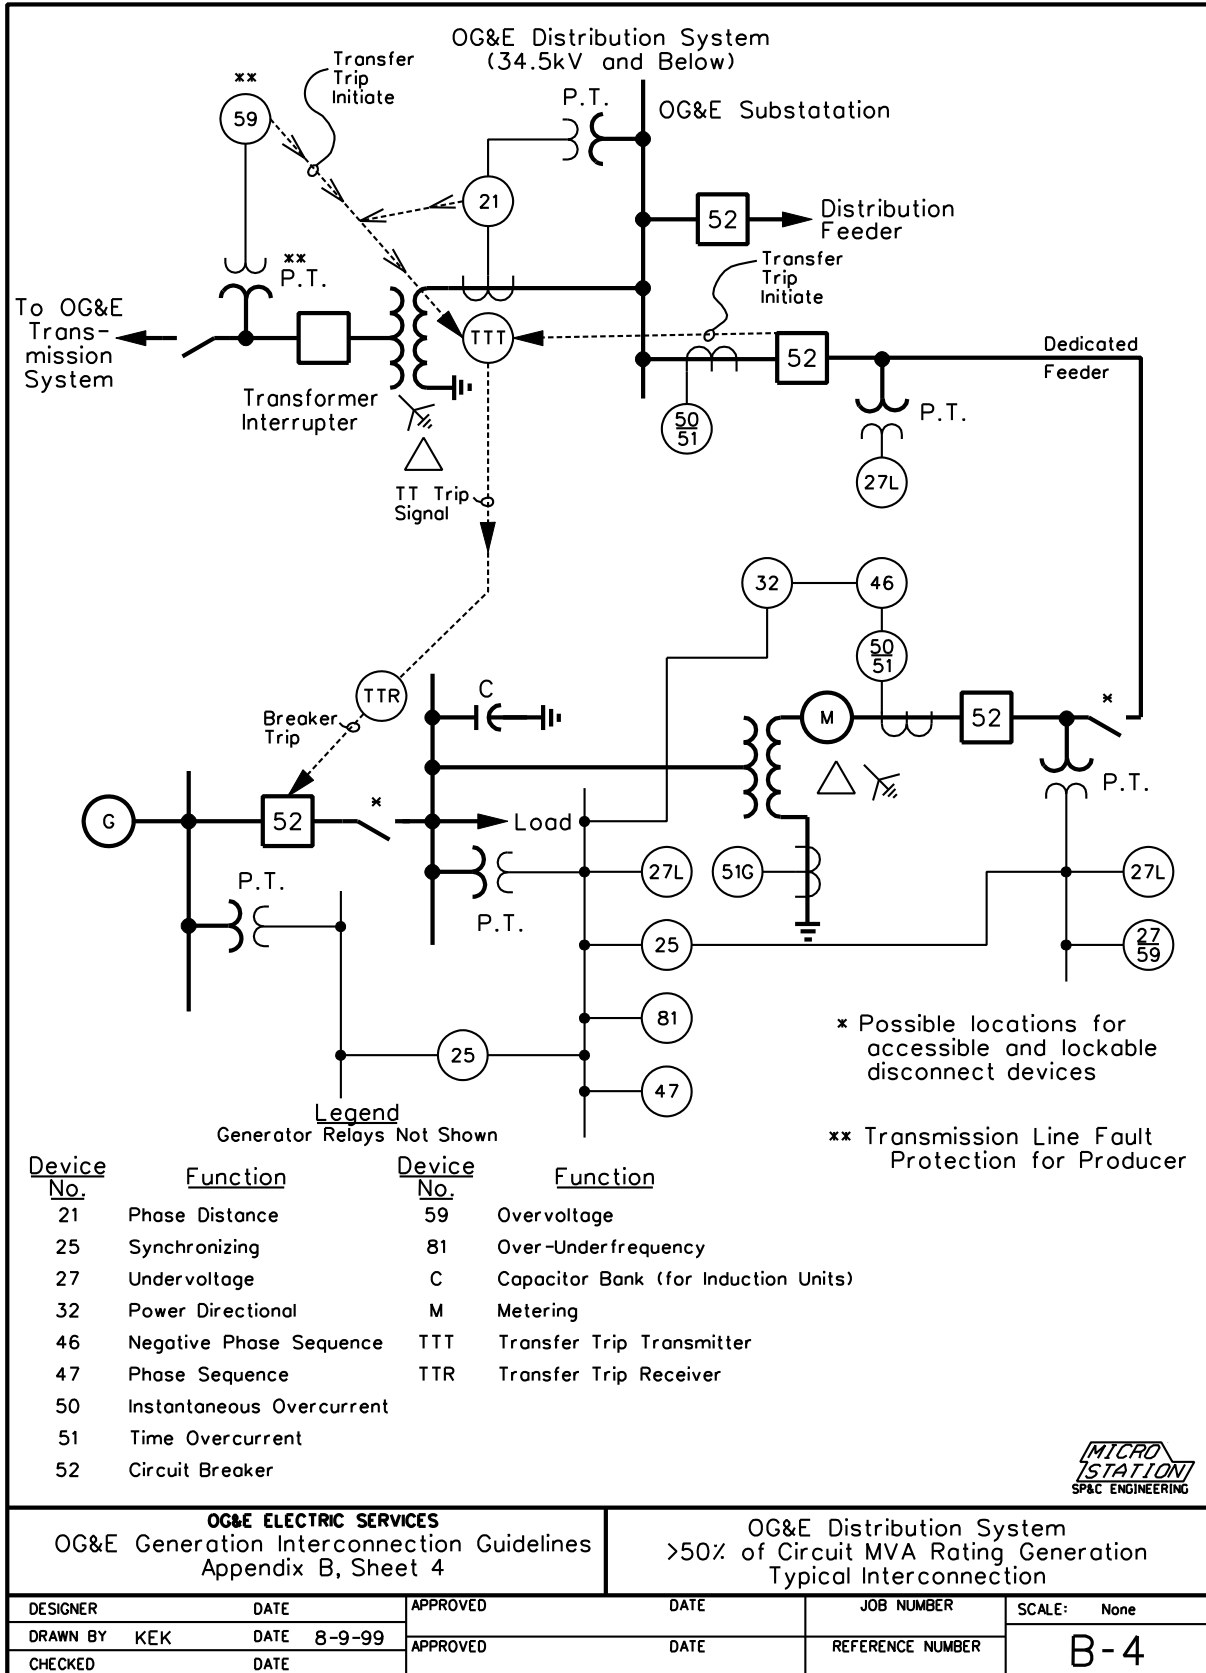 OG&E Distribution System
(34.5kV and Below)
Transfer
Trip
Initiate
**
59
P.T.
OG&E Substatation
21
52
Distribution
Feeder
**
P.T.
Transfer
Trip
Initiate
To OG&E
Trans-
mission
System
TTT
52
Dedicated
Feeder
Transformer
Interrupter
50
51
P.T.
27L
TT Trip
Signal
32
46
50
51
TTR
C
Breaker
Trip
M
52
*
P.T.
G
52
*
Load
P.T.
P.T.
27L
51G
27L
25
27
59
81
25
47
* Possible locations for
accessible and lockable
disconnect devices
** Transmission Line Fault
Protection for Producer
Legend
Generator Relays Not Shown
Device
No.
Function
Device
No.
Function
21 Phase Distance 59 Overvoltage
25 Synchronizing 81 Over-Underfrequency
27 Undervoltage C Capacitor Bank (for Induction Units)
32 Power Directional M Metering
46 Negative Phase Sequence TTT Transfer Trip Transmitter
47 Phase Sequence TTR Transfer Trip Receiver
50 Instantaneous Overcurrent
51 Time Overcurrent
52 Circuit Breaker
MICRO
STATION
SP&C ENGINEERING
OG&E ELECTRIC SERVICES
OG&E Generation Interconnection Guidelines
Appendix B, Sheet 4
OG&E Distribution System
>50% of Circuit MVA Rating Generation
Typical Interconnection
DESIGNER DATE APPROVED DATE JOB NUMBER SCALE: None
DRAWN BY KEK DATE 8-9-99 APPROVED DATE REFERENCE NUMBER B-4
CHECKED DATE